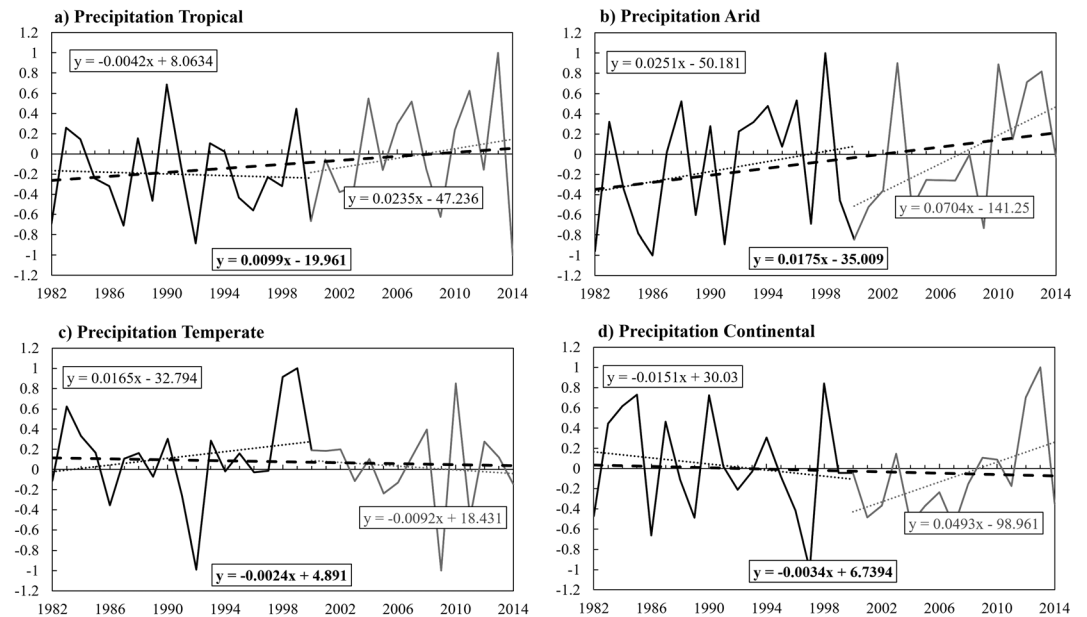 a) Precipitation Tropical
1.2
1
0.8
0.6
0.4
0.2
0
-0.2
-0.4
-0.6
-0.8
-1
-1.2
y = -0.0042x + 8.0634
y = 0.0235x - 47.236
y = 0.0099x - 19.961
1982 1986 1990 1994 1998 2002 2006 2010 2014
b) Precipitation Arid
1.2
1
0.8
0.6
0.4
0.2
0
-0.2
-0.4
-0.6
-0.8
-1
-1.2
y = 0.0251x - 50.181
y = 0.0704x - 141.25
y = 0.0175x - 35.009
1982 1986 1990 1994 1998 2002 2006 2010 2014
c) Precipitation Temperate
1.2
1
0.8
0.6
0.4
0.2
0
-0.2
-0.4
-0.6
-0.8
-1
-1.2
y = 0.0165x - 32.794
y = -0.0092x + 18.431
y = -0.0024x + 4.891
1982 1986 1990 1994 1998 2002 2006 2010 2014
d) Precipitation Continental
1.2
1
0.8
0.6
0.4
0.2
0
-0.2
-0.4
-0.6
-0.8
-1
-1.2
y = -0.0151x + 30.03
y = 0.0493x - 98.961
y = -0.0034x + 6.7394
1982 1986 1990 1994 1998 2002 2006 2010 2014